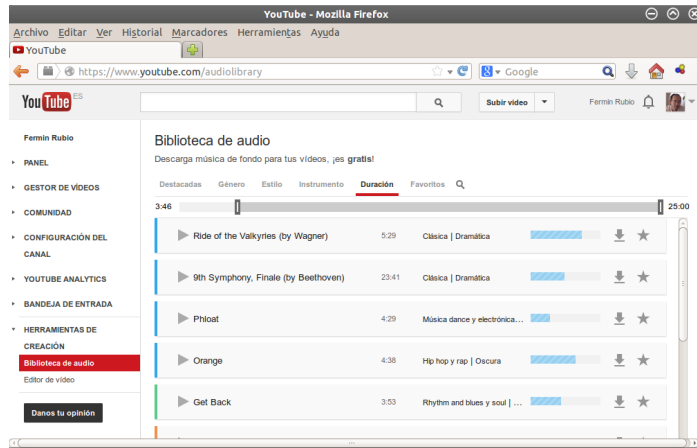 YouTube - Mozilla Firefox
Archivo Editar Ver Historial Marcadores Herramientas Ayuda
YouTube
https://www.youtube.com/audiolibrary
Google
YouTube ES
Subir vídeo
Fermin Rubio
Fermin Rubio
PANEL
GESTOR DE VÍDEOS
COMUNIDAD
CONFIGURACIÓN DEL
CANAL
YOUTUBE ANALYTICS
BANDEJA DE ENTRADA
HERRAMIENTAS DE
CREACIÓN
Biblioteca de audio
Editor de vídeo
Danos tu opinión
Biblioteca de audio
Descarga música de fondo para tus vídeos, ¡es gratis!
Destacadas Género Estilo Instrumento Duración Favoritos
3:46 25:00
Ride of the Valkyries (by Wagner) 5:29 Clásica | Dramática
9th Symphony, Finale (by Beethoven) 23:41 Clásica | Dramática
Phloat 4:29 Música dance y electrónica...
Orange 4:38 Hip hop y rap | Oscura
Get Back 3:53 Rhythm and blues y soul | ...